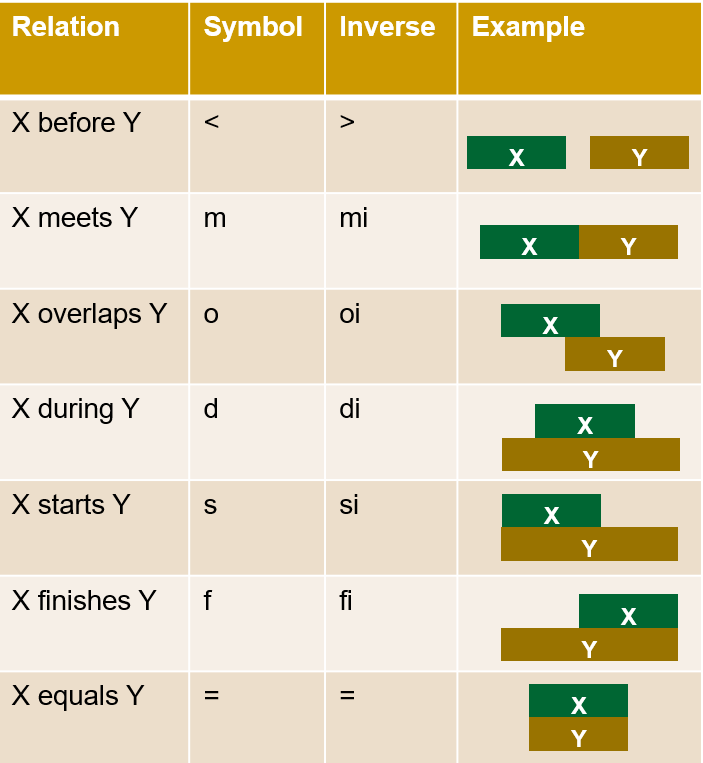 Relation Symbol Inverse Example
X before Y < >
X Y
X meets Y m mi
X Y
X overlaps Y o oi
X
Y
X during Y d di
X
Y
X starts Y s si
X
Y
X finishes Y f fi
X
Y
X equals Y = =
X
Y